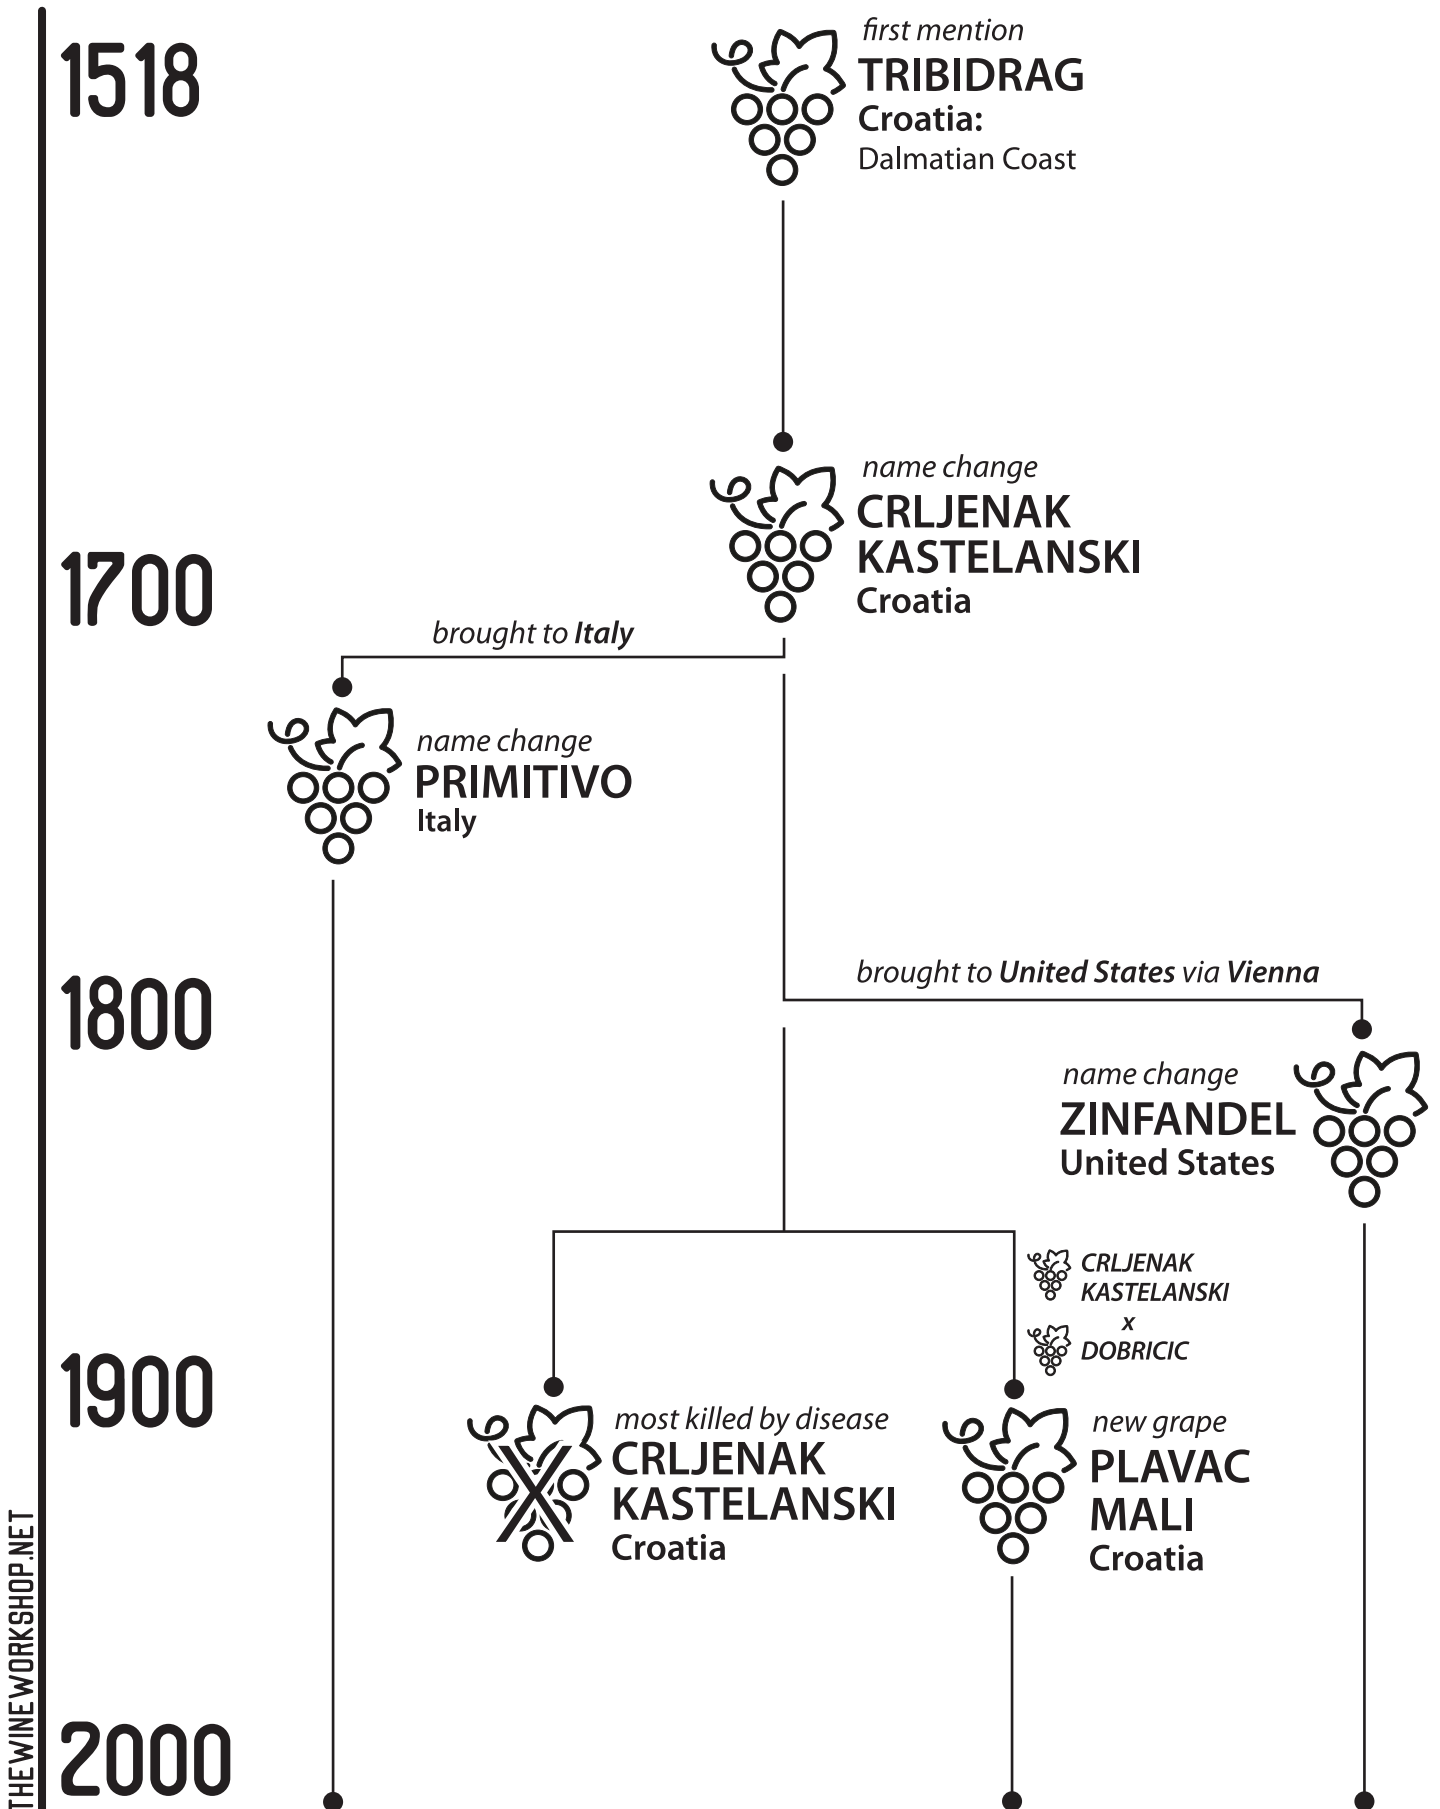 1518
first mention
TRIBIDRAG
Croatia:
Dalmatian Coast
name change
CRLJENAK
KASTELANSKI
Croatia
1700
brought to Italy
name change
PRIMITIVO
Italy
brought to United States via Vienna
1800
name change
ZINFANDEL
United States
CRLJENAK
KASTELANSKI
x
DOBRICIC
1900
most killed by disease
CRLJENAK
KASTELANSKI
Croatia
new grape
PLAVAC
MALI
Croatia
2000
THEWINEWORKSHOP.NET